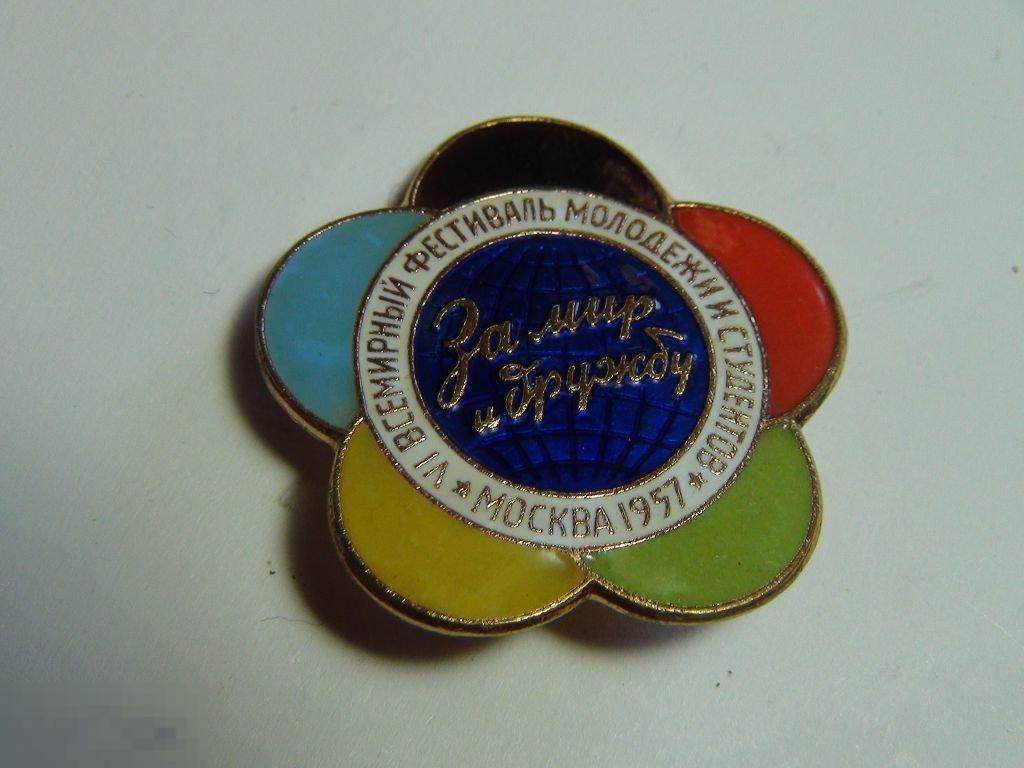 VI ВСЕМИРНЫЙ ФЕСТИВАЛЬ МОЛОДЕЖИ И СТУДЕНТОВ
★ МОСКВА 1957 ★
За мир
и дружбу